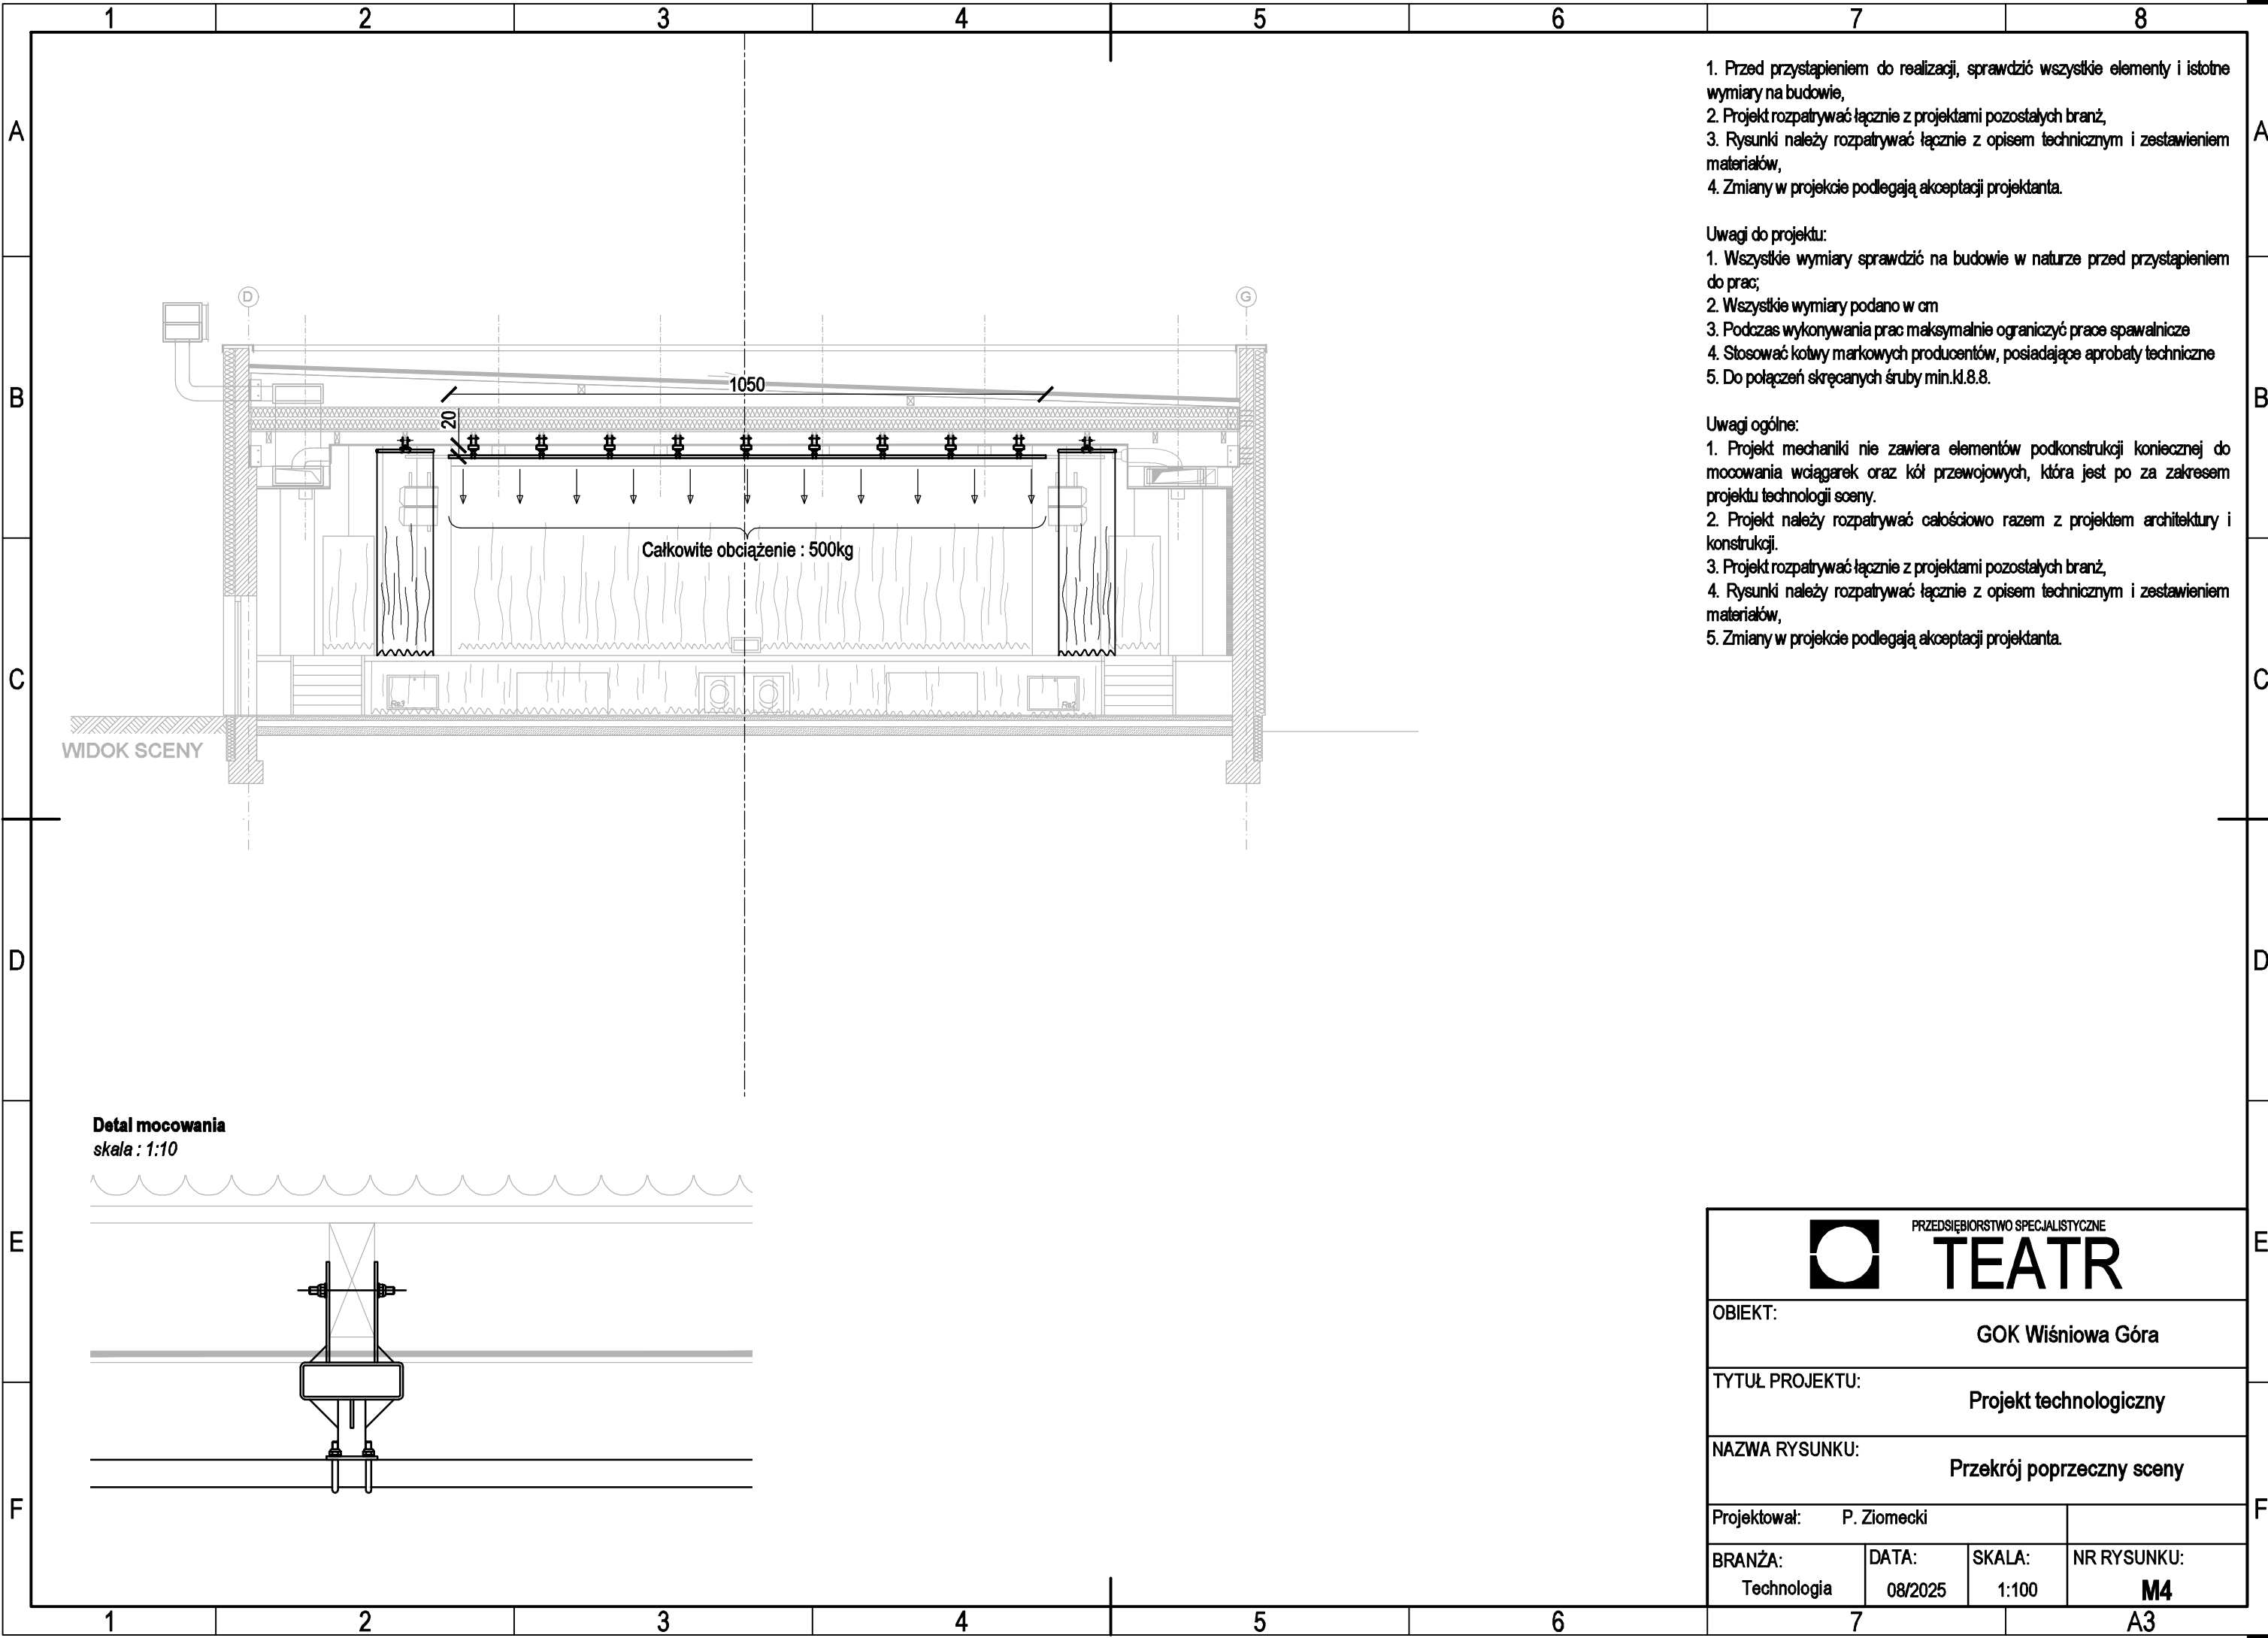 1 2 3 4 5 6 7 8
A A
B B
C C
D D
E E
F F
1. Przed przystąpieniem do realizacji, sprawdzić wszystkie elementy i istotne
wymiary na budowie,
2. Projekt rozpatrywać łącznie z projektami pozostałych branż,
3. Rysunki należy rozpatrywać łącznie z opisem technicznym i zestawieniem
materiałów,
4. Zmiany w projekcie podlegają akceptacji projektanta.
Uwagi do projektu:
1. Wszystkie wymiary sprawdzić na budowie w naturze przed przystąpieniem
do prac;
2. Wszystkie wymiary podano w cm
3. Podczas wykonywania prac maksymalnie ograniczyć prace spawalnicze
4. Stosować kotwy markowych producentów, posiadające aprobaty techniczne
5. Do połączeń skręcanych śruby min.kl.8.8.
Uwagi ogólne:
1. Projekt mechaniki nie zawiera elementów podkonstrukcji koniecznej do
mocowania wciągarek oraz kół przewojowych, która jest po za zakresem
projektu technologii sceny.
2. Projekt należy rozpatrywać całościowo razem z projektem architektury i
konstrukcji.
3. Projekt rozpatrywać łącznie z projektami pozostałych branż,
4. Rysunki należy rozpatrywać łącznie z opisem technicznym i zestawieniem
materiałów,
5. Zmiany w projekcie podlegają akceptacji projektanta.
D G
1050
20
Całkowite obciążenie : 500kg
Rs3 Rs2
WIDOK SCENY
Detal mocowania
skala : 1:10
PRZEDSIĘBIORSTWO SPECJALISTYCZNE
TEATR
OBIEKT:
GOK Wiśniowa Góra
TYTUŁ PROJEKTU:
Projekt technologiczny
NAZWA RYSUNKU:
Przekrój poprzeczny sceny
Projektował: P. Ziomecki
BRANŻA: DATA: SKALA: NR RYSUNKU:
Technologia 08/2025 1:100 M4
1 2 3 4 5 6 7 A3